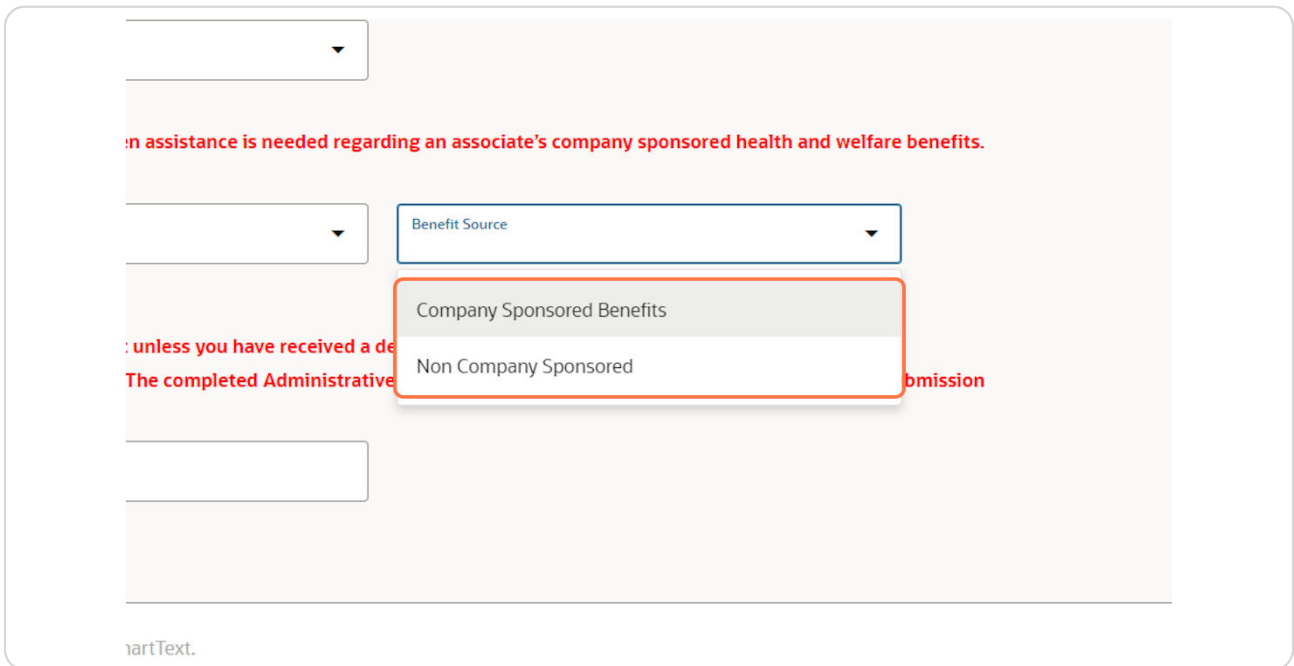 en assistance is needed regarding an associate’s company sponsored health and welfare benefits.
Benefit Source
Company Sponsored Benefits
unless you have received a de
Non Company Sponsored
The completed Administrative bmission
nartText.